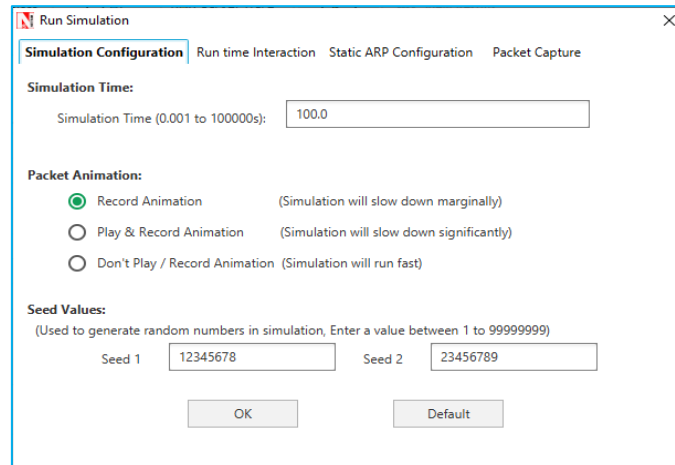 Run Simulation
Simulation Configuration Run time Interaction Static ARP Configuration Packet Capture
Simulation Time:
Simulation Time (0.001 to 100000s): 100.0
Packet Animation:
Record Animation (Simulation will slow down marginally)
Play & Record Animation (Simulation will slow down significantly)
Don't Play / Record Animation (Simulation will run fast)
Seed Values:
(Used to generate random numbers in simulation, Enter a value between 1 to 99999999)
Seed 1 12345678 Seed 2 23456789
OK Default